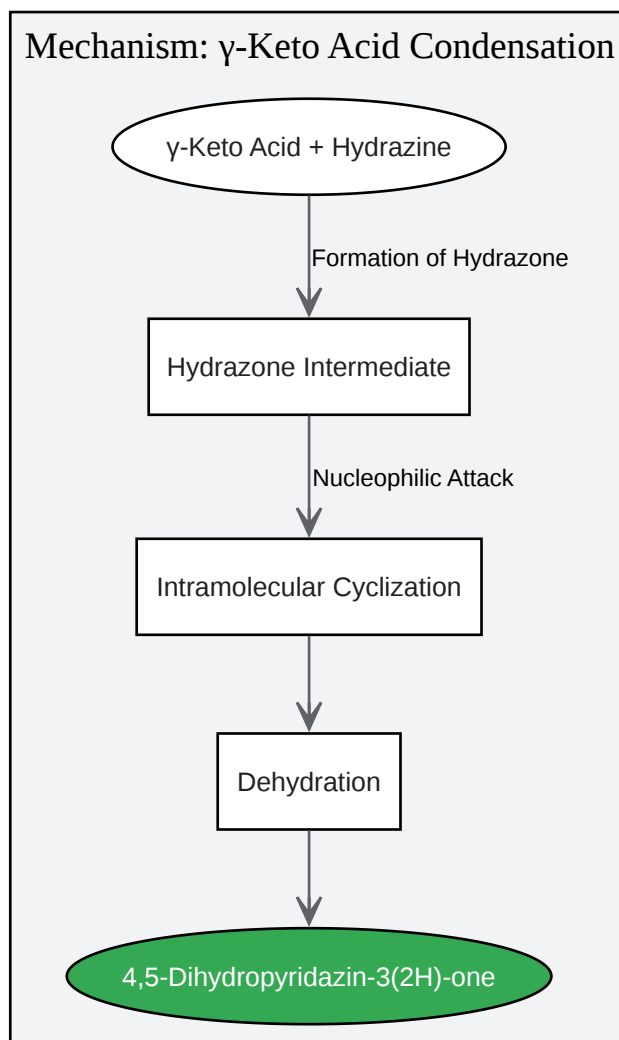 Mechanism: γ-Keto Acid Condensation
γ-Keto Acid + Hydrazine
Formation of Hydrazone
Hydrazone Intermediate
Nucleophilic Attack
Intramolecular Cyclization
Dehydration
4,5-Dihydropyridazin-3(2H)-one